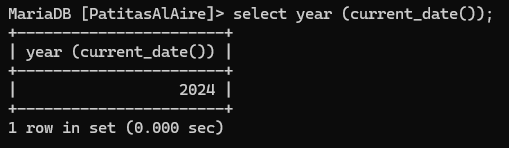 MariaDB [PatitasAlAire]> select year (current_date());
+-----------------------+
| year (current_date()) |
+-----------------------+
|                  2024 |
+-----------------------+
1 row in set (0.000 sec)